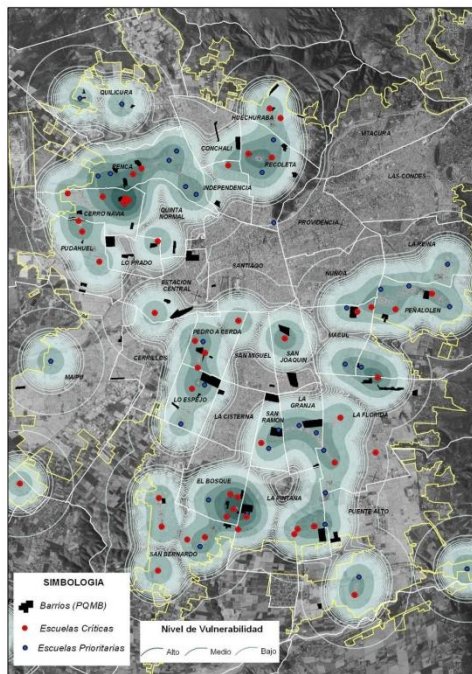 QUILICURA
HUECHURABA
VITACURA
CONCHALI
RENCA
RECOLETA
LAS CONDES
INDEPENDENCIA
CERRO NAVIA
QUINTA
NORMAL
PROVIDENCIA
PUDAHUEL
LA REINA
LO PRADO
SANTIAGO
ÑUÑOA
ESTACION
CENTRAL
PEÑALOLEN
PEDRO A CERDA
MACUL
CERRILLOS
SAN MIGUEL
SAN
JOAQUIN
MAIPU
LO ESPEJO
LA
GRANJA
LA CISTERNA
SAN
RAMON
LA FLORIDA
EL BOSQUE
LA PINTANA
PUENTE ALTO
SAN BERNARDO
SIMBOLOGIA
Barrios (PQMB)
Escuelas Críticas
Escuelas Prioritarias
Nivel de Vulnerabilidad
Alto Medio Bajo